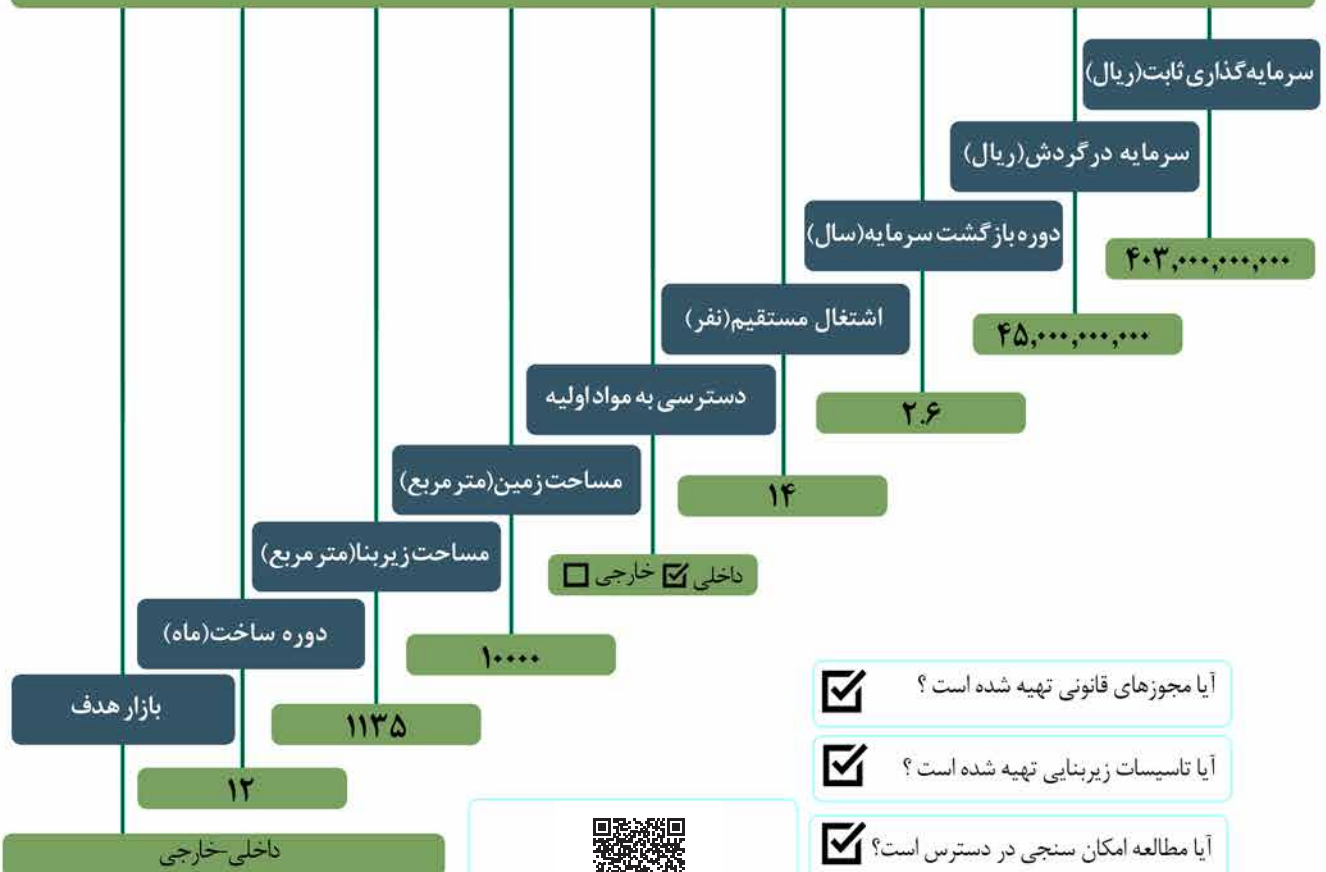 سرمایه‌گذاری ثابت(ریال)
۴۰۳,۰۰۰,۰۰۰,۰۰۰
سرمایه در گردش(ریال)
۴۵,۰۰۰,۰۰۰,۰۰۰
دوره بازگشت سرمایه(سال)
۲.۶
اشتغال مستقیم(نفر)
۱۴
دسترسی به مواد اولیه
داخلی ☑ خارجی ☐
مساحت زمین(متر مربع)
۱۰۰۰۰
مساحت زیربنا(متر مربع)
۱۱۳۵
دوره ساخت(ماه)
۱۲
بازار هدف
داخلی-خارجی
آیا مجوزهای قانونی تهیه شده است ؟ ☑
آیا تاسیسات زیربنایی تهیه شده است ؟ ☑
آیا مطالعه امکان سنجی در دسترس است؟ ☑